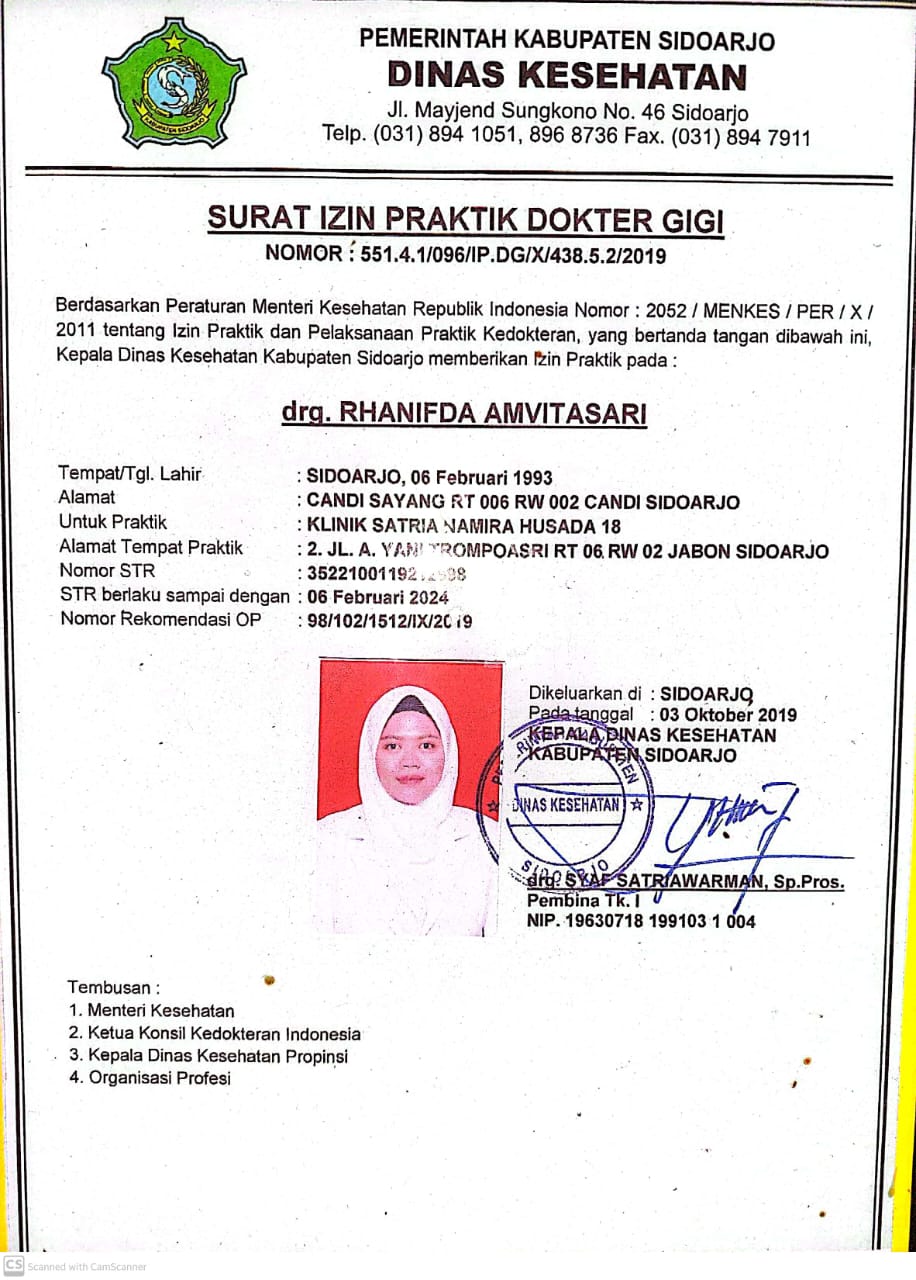 PEMERINTAH KABUPATEN SIDOARJO
DINAS KESEHATAN
Jl. Mayjend Sungkono No. 46 Sidoarjo
Telp. (031) 894 1051, 896 8736 Fax. (031) 894 7911
KABUPATEN SIDOARJO
SURAT IZIN PRAKTIK DOKTER GIGI
NOMOR : 551.4.1/096/IP.DG/X/438.5.2/2019
Berdasarkan Peraturan Menteri Kesehatan Republik Indonesia Nomor : 2052 / MENKES / PER / X /
2011 tentang Izin Praktik dan Pelaksanaan Praktik Kedokteran, yang bertanda tangan dibawah ini,
Kepala Dinas Kesehatan Kabupaten Sidoarjo memberikan Izin Praktik pada :
drg. RHANIFDA AMVITASARI
Tempat/Tgl. Lahir : SIDOARJO, 06 Februari 1993
Alamat : CANDI SAYANG RT 006 RW 002 CANDI SIDOARJO
Untuk Praktik : KLINIK SATRIA NAMIRA HUSADA 18
Alamat Tempat Praktik : 2. JL. A. YANI TROMPOASRI RT 06 RW 02 JABON SIDOARJO
Nomor STR :
STR berlaku sampai dengan : 06 Februari 2024
Nomor Rekomendasi OP : 98/102/1512/IX/2019
Dikeluarkan di : SIDOARJO
Pada tanggal : 03 Oktober 2019
KEPALA DINAS KESEHATAN
KABUPATEN SIDOARJO
DINAS KESEHATAN
SIDOARJO
drg. SYAF SATRIAWARMAN, Sp.Pros.
Pembina Tk. I
NIP. 19630718 199103 1 004
Tembusan :
1. Menteri Kesehatan
2. Ketua Konsil Kedokteran Indonesia
3. Kepala Dinas Kesehatan Propinsi
4. Organisasi Profesi
CS Scanned with CamScanner